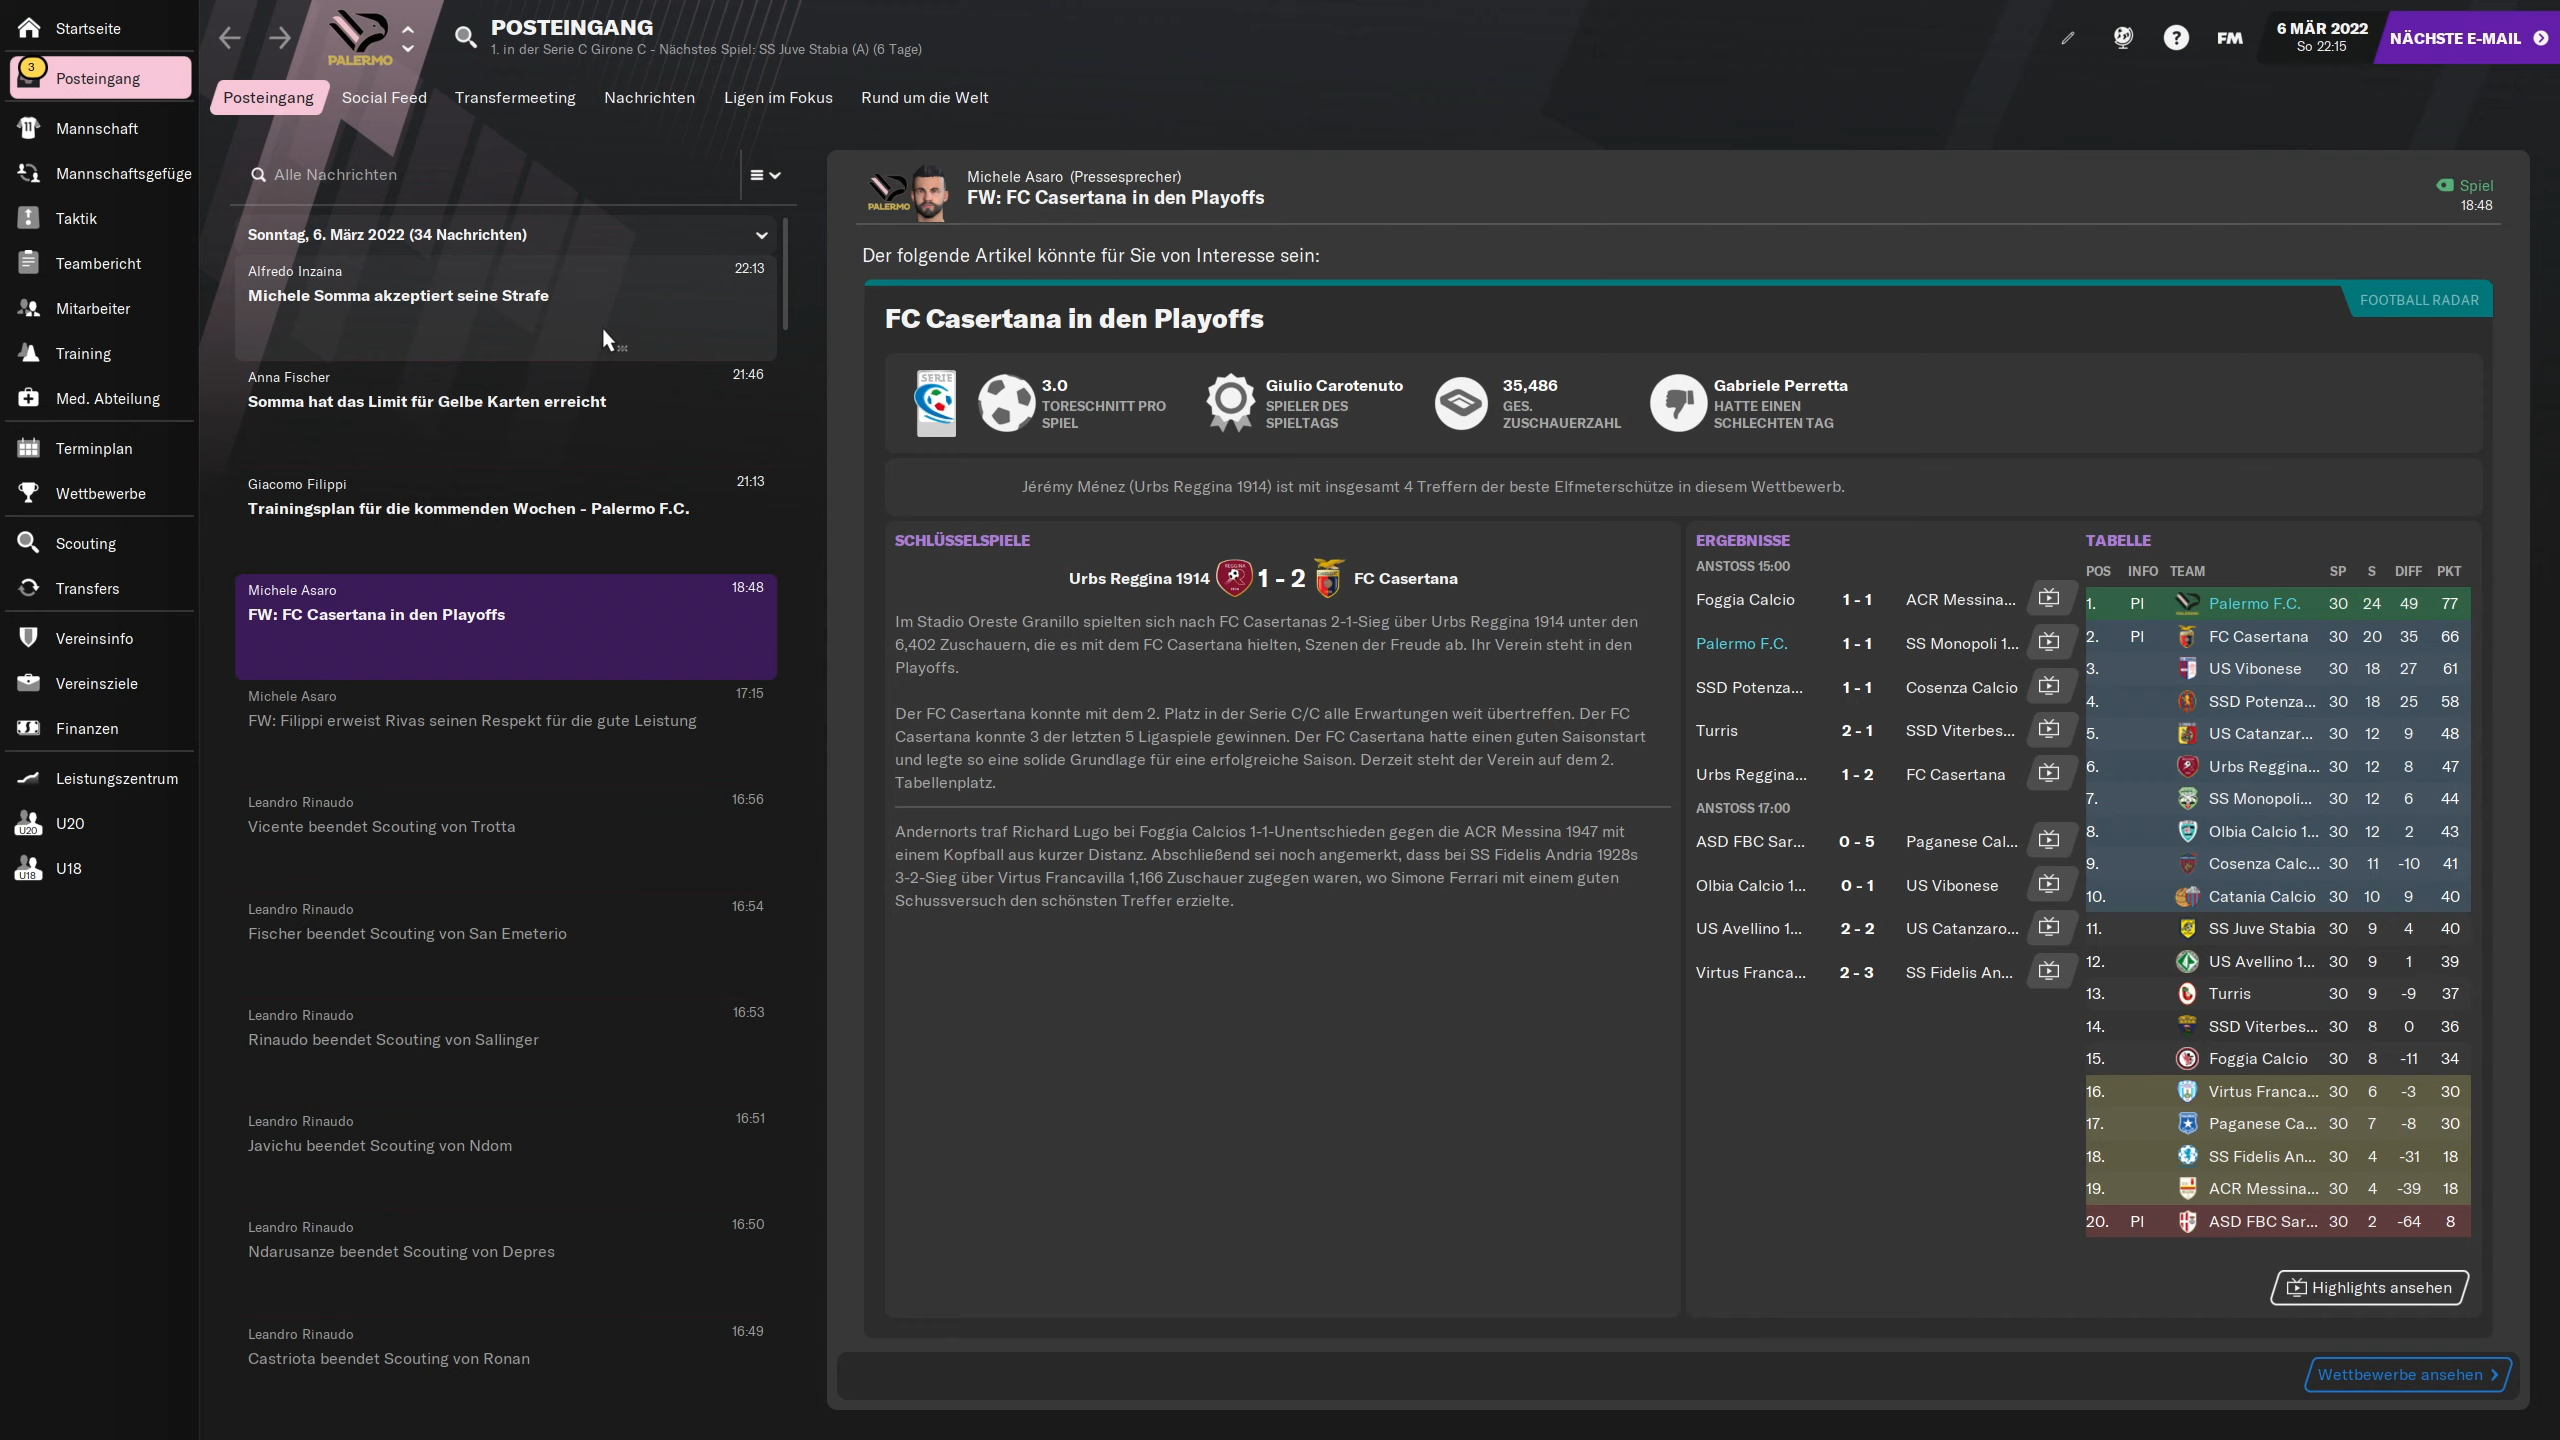 Startseite
3
Posteingang
Mannschaft
Mannschaftsgefüge
Taktik
Teambericht
Mitarbeiter
Training
Med. Abteilung
Terminplan
Wettbewerbe
Scouting
Transfers
Vereinsinfo
Vereinsziele
Finanzen
Leistungszentrum
U20
U20
U18
U18
PALERMO
POSTEINGANG
1. in der Serie C Girone C - Nächstes Spiel: SS Juve Stabia (A) (6 Tage)
FM
6 MÄR 2022
So 22:15
NÄCHSTE E-MAIL
Posteingang Social Feed Transfermeeting Nachrichten Ligen im Fokus Rund um die Welt
Alle Nachrichten
Sonntag, 6. März 2022 (34 Nachrichten)
Alfredo Inzaina 22:13
Michele Somma akzeptiert seine Strafe
Anna Fischer 21:46
Somma hat das Limit für Gelbe Karten erreicht
Giacomo Filippi 21:13
Trainingsplan für die kommenden Wochen - Palermo F.C.
Michele Asaro 18:48
FW: FC Casertana in den Playoffs
Michele Asaro 17:15
FW: Filippi erweist Rivas seinen Respekt für die gute Leistung
Leandro Rinaudo 16:56
Vicente beendet Scouting von Trotta
Leandro Rinaudo 16:54
Fischer beendet Scouting von San Emeterio
Leandro Rinaudo 16:53
Rinaudo beendet Scouting von Sallinger
Leandro Rinaudo 16:51
Javichu beendet Scouting von Ndom
Leandro Rinaudo 16:50
Ndarusanze beendet Scouting von Depres
Leandro Rinaudo 16:49
Castriota beendet Scouting von Ronan
PALERMO
Michele Asaro (Pressesprecher)
FW: FC Casertana in den Playoffs
Spiel
18:48
Der folgende Artikel könnte für Sie von Interesse sein:
FOOTBALL RADAR
FC Casertana in den Playoffs
SERIE
3.0
TORESCHNITT PRO
SPIEL
Giulio Carotenuto
SPIELER DES
SPIELTAGS
35,486
GES.
ZUSCHAUERZAHL
Gabriele Perretta
HATTE EINEN
SCHLECHTEN TAG
Jérémy Ménez (Urbs Reggina 1914) ist mit insgesamt 4 Treffern der beste Elfmeterschütze in diesem Wettbewerb.
SCHLÜSSELSPIELE
Urbs Reggina 1914 1 - 2 FC Casertana
Im Stadio Oreste Granillo spielten sich nach FC Casertanas 2-1-Sieg über Urbs Reggina 1914 unter den
6,402 Zuschauern, die es mit dem FC Casertana hielten, Szenen der Freude ab. Ihr Verein steht in den
Playoffs.
Der FC Casertana konnte mit dem 2. Platz in der Serie C/C alle Erwartungen weit übertreffen. Der FC
Casertana konnte 3 der letzten 5 Ligaspiele gewinnen. Der FC Casertana hatte einen guten Saisonstart
und legte so eine solide Grundlage für eine erfolgreiche Saison. Derzeit steht der Verein auf dem 2.
Tabellenplatz.
Andernorts traf Richard Lugo bei Foggia Calcios 1-1-Unentschieden gegen die ACR Messina 1947 mit
einem Kopfball aus kurzer Distanz. Abschließend sei noch angemerkt, dass bei SS Fidelis Andria 1928s
3-2-Sieg über Virtus Francavilla 1,166 Zuschauer zugegen waren, wo Simone Ferrari mit einem guten
Schussversuch den schönsten Treffer erzielte.
ERGEBNISSE
ANSTOSS 15:00
Foggia Calcio 1 - 1 ACR Messina...
Palermo F.C. 1 - 1 SS Monopoli 1...
SSD Potenza... 1 - 1 Cosenza Calcio
Turris 2 - 1 SSD Viterbes...
Urbs Reggina... 1 - 2 FC Casertana
ANSTOSS 17:00
ASD FBC Sar... 0 - 5 Paganese Cal...
Olbia Calcio 1... 0 - 1 US Vibonese
US Avellino 1... 2 - 2 US Catanzaro...
Virtus Franca... 2 - 3 SS Fidelis An...
TABELLE
POS INFO TEAM SP S DIFF PKT
1. Pl Palermo F.C. 30 24 49 77
2. Pl FC Casertana 30 20 35 66
3. US Vibonese 30 18 27 61
4. SSD Potenza... 30 18 25 58
5. US Catanzar... 30 12 9 48
6. Urbs Reggina... 30 12 8 47
7. SS Monopoli... 30 12 6 44
8. Olbia Calcio 1... 30 12 2 43
9. Cosenza Calc... 30 11 -10 41
10. Catania Calcio 30 10 9 40
11. SS Juve Stabia 30 9 4 40
12. US Avellino 1... 30 9 1 39
13. Turris 30 9 -9 37
14. SSD Viterbes... 30 8 0 36
15. Foggia Calcio 30 8 -11 34
16. Virtus Franca... 30 6 -3 30
17. Paganese Ca... 30 7 -8 30
18. SS Fidelis An... 30 4 -31 18
19. ACR Messina... 30 4 -39 18
20. Pl ASD FBC Sar... 30 2 -64 8
Highlights ansehen
Wettbewerbe ansehen